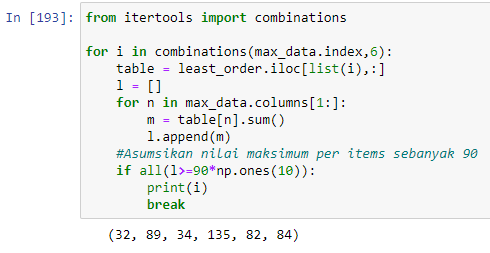 In [193]: from itertools import combinations
for i in combinations(max_data.index,6):
    table = least_order.iloc[list(i),:]
    l = []
    for n in max_data.columns[1:]:
        m = table[n].sum()
        l.append(m)
    #Asumsikan nilai maksimum per items sebanyak 90
    if all(l>=90*np.ones(10)):
        print(i)
        break
(32, 89, 34, 135, 82, 84)